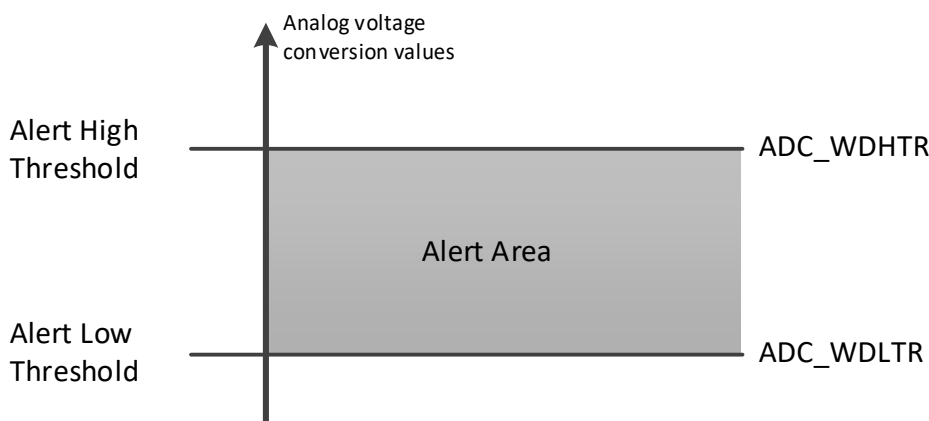 Analog voltage
conversion values
Alert High
Threshold
ADC_WDHTR
Alert Area
Alert Low
Threshold
ADC_WDLTR